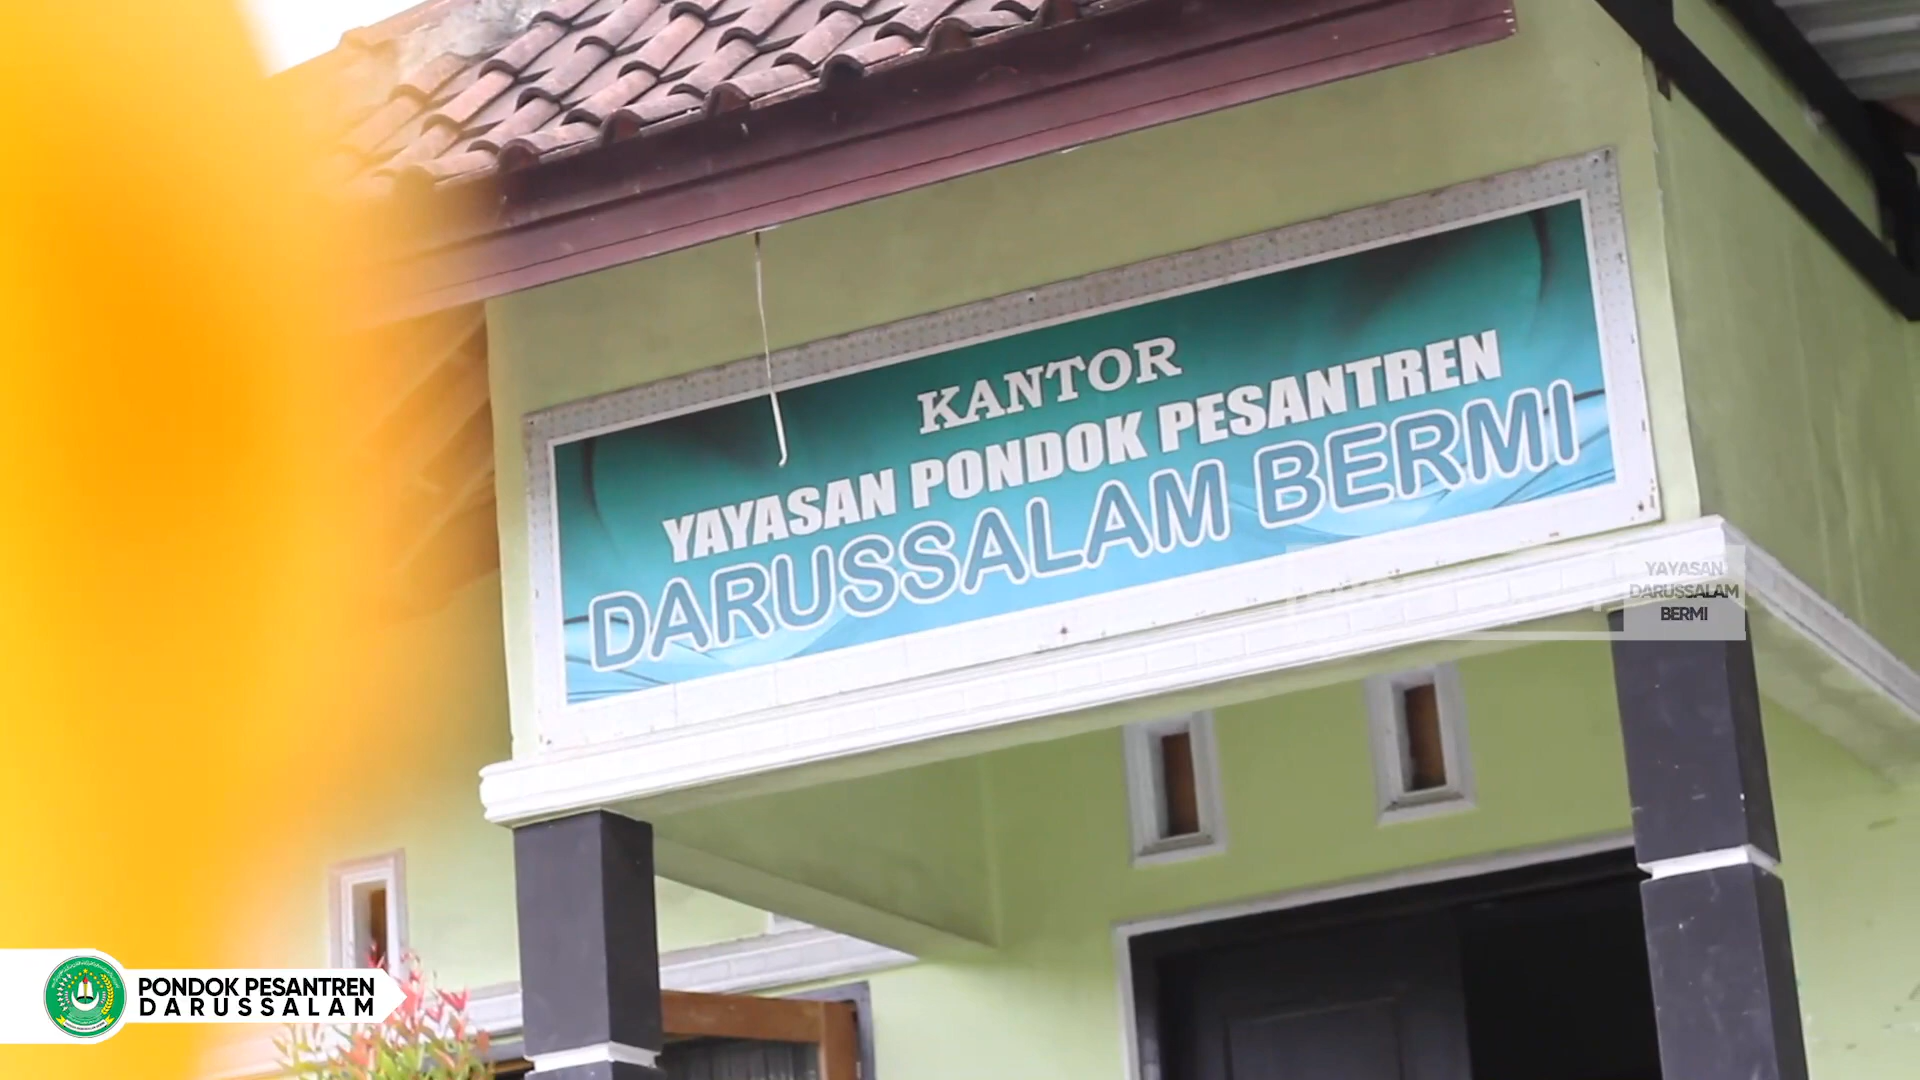 KANTOR
YAYASAN PONDOK PESANTREN
DARUSSALAM BERMI
YAYASAN
DARUSSALAM
BERMI
PONDOK PESANTREN
DARUSSALAM